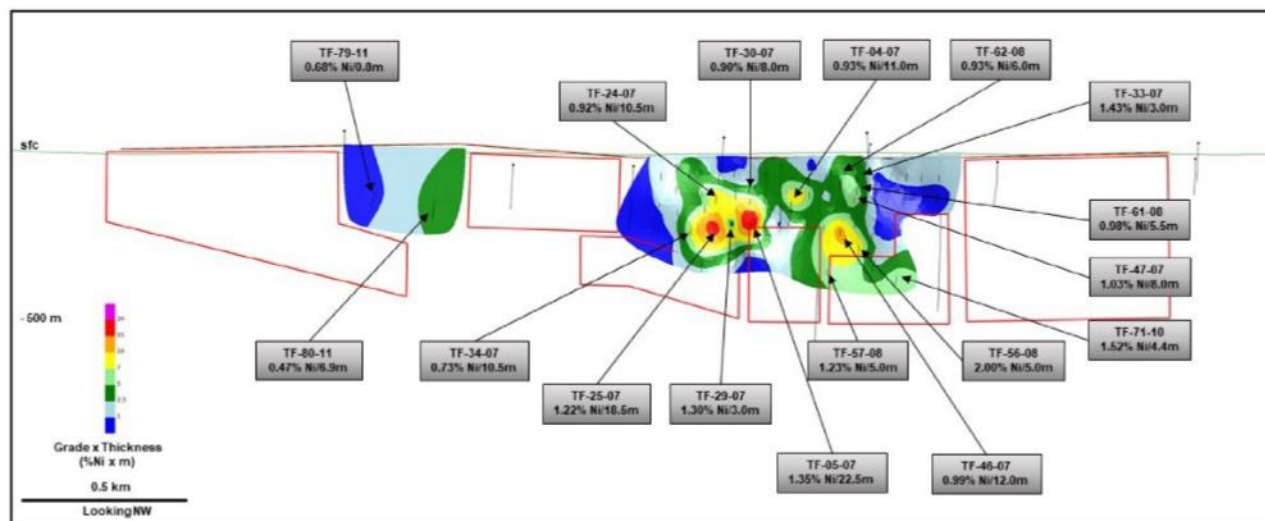 TF-79-11
0.68% Ni/0.8m
TF-30-07
0.90% Ni/8.0m
TF-04-07
0.93% Ni/11.0m
TF-62-08
0.93% Ni/6.0m
TF-24-07
0.92% Ni/10.5m
TF-33-07
1.43% Ni/3.0m
sfc
TF-61-08
0.98% Ni/5.5m
TF-47-07
1.03% Ni/8.0m
- 500 m
TF-71-10
1.52% Ni/4.4m
TF-80-11
0.47% Ni/6.9m
TF-34-07
0.73% Ni/10.5m
TF-57-08
1.23% Ni/5.0m
TF-56-08
2.00% Ni/5.0m
TF-25-07
1.22% Ni/18.5m
TF-29-07
1.30% Ni/3.0m
Grade x Thickness
(%Ni x m)
TF-05-07
1.35% Ni/22.5m
TF-46-07
0.99% Ni/12.0m
0.5 km
LookingNW